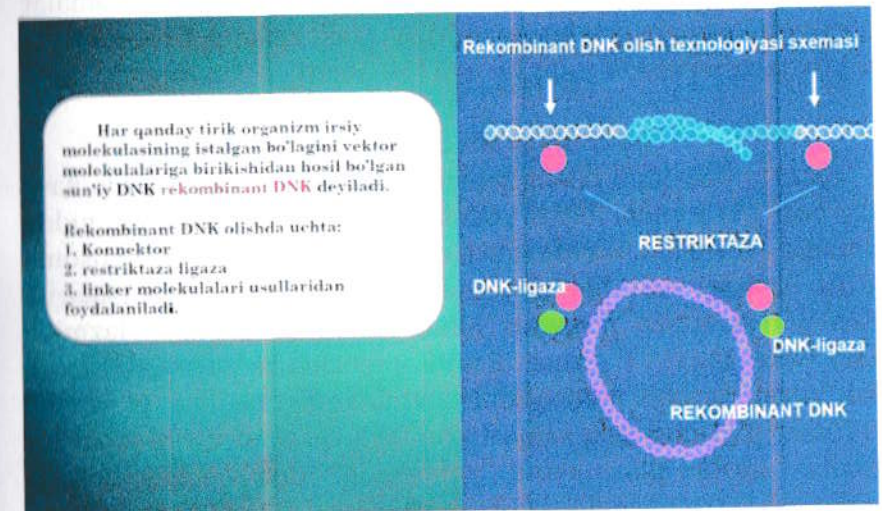 Har qanday tirik organizm irsiy
molekulasining istalgan bo'lagini vektor
molekulalariga birikishidan hosil bo'lgan
sun'iy DNK rekombinant DNK deyiladi.
Rekombinant DNK olishda uchta:
1. Konnektor
2. restriktaza ligaza
3. linker molekulalari usullaridan
foydalaniladi.
Rekombinant DNK olish texnologiyasi sxemasi
RESTRIKTAZA
DNK-ligaza
DNK-ligaza
REKOMBINANT DNK